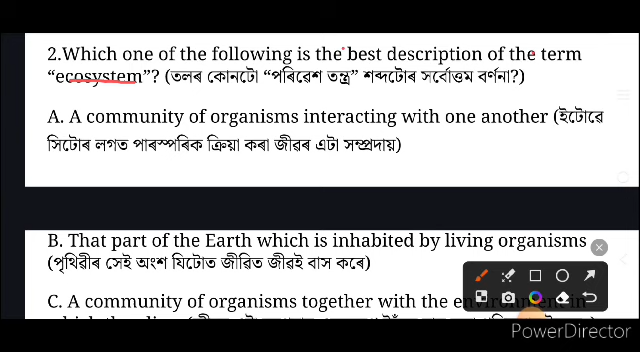 2.Which one of the following is the best description of the term
“ecosystem”? (তলৰ কোনটো “পৰিৱেশ তন্ত্ৰ” শব্দটোৰ সৰ্বোত্তম বৰ্ণনা?)
A. A community of organisms interacting with one another (ইটোৱে
সিটোৰ লগত পাৰস্পৰিক ক্ৰিয়া কৰা জীৱৰ এটা সম্প্ৰদায়)
B. That part of the Earth which is inhabited by living organisms
(পৃথিৱীৰ সেই অংশ যিটোত জীৱিত জীৱই বাস কৰে)
C. A community of organisms together with the environment in
PowerDirector